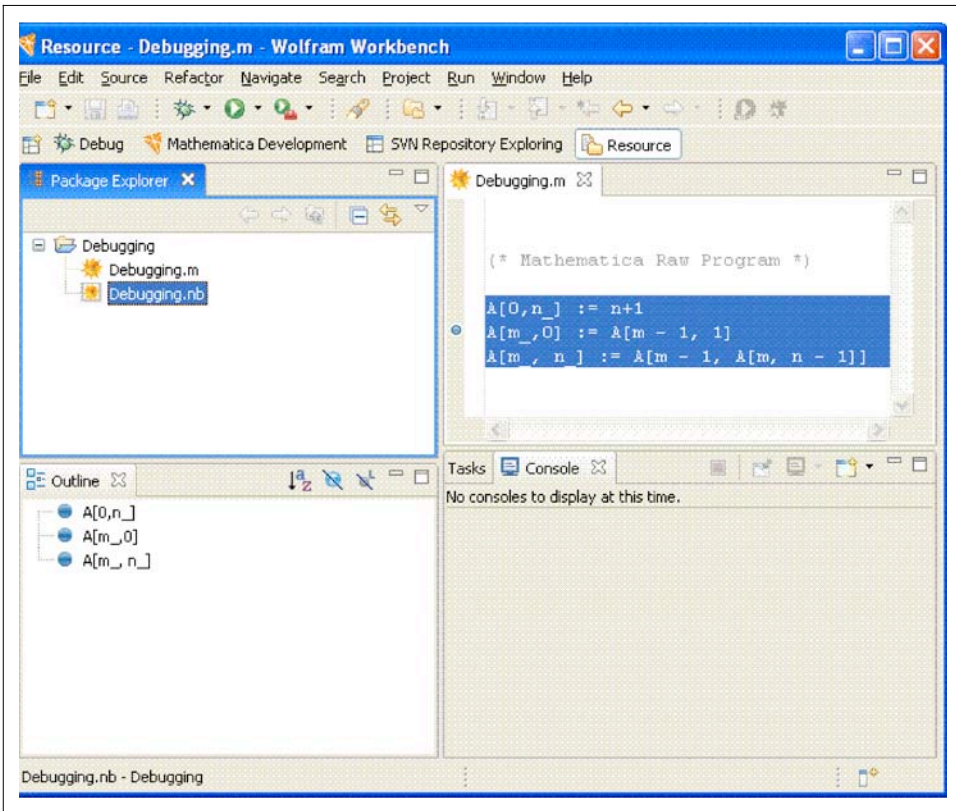 Resource - Debugging.m - Wolfram Workbench
File Edit Source Refactor Navigate Search Project Run Window Help
Debug Mathematica Development SVN Repository Exploring Resource
Package Explorer
Debugging
Debugging.m
Debugging.nb
Debugging.m
(* Mathematica Raw Program *)
A[0,n_] := n+1
A[m_,0] := A[m - 1, 1]
A[m_, n_] := A[m - 1, A[m, n - 1]]
Outline
A[0,n_]
A[m_,0]
A[m_, n_]
Tasks Console
No consoles to display at this time.
Debugging.nb - Debugging